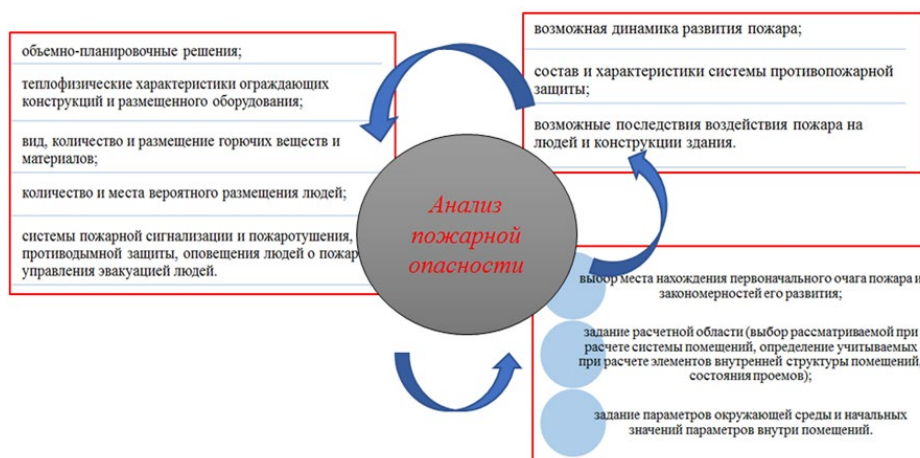 объемно-планировочные решения;
теплофизические характеристики ограждающих
конструкций и размещенного оборудования;
вид, количество и размещение горючих веществ и
материалов;
количество и места вероятного размещения людей;
системы пожарной сигнализации и пожаротушения,
противодымной защиты, оповещения людей о пожар
управления эвакуацией людей.
возможная динамика развития пожара;
состав и характеристики системы противопожарной
защиты;
возможные последствия воздействия пожара на
людей и конструкции здания.
Анализ
пожарной
опасности
выбор места нахождения первоначального очага пожара и
закономерностей его развития;
задание расчетной области (выбор рассматриваемой при
расчете системы помещений, определение учитываемых
при расчете элементов внутренней структуры помещений,
состояния проемов);
задание параметров окружающей среды и начальных
значений параметров внутри помещений.